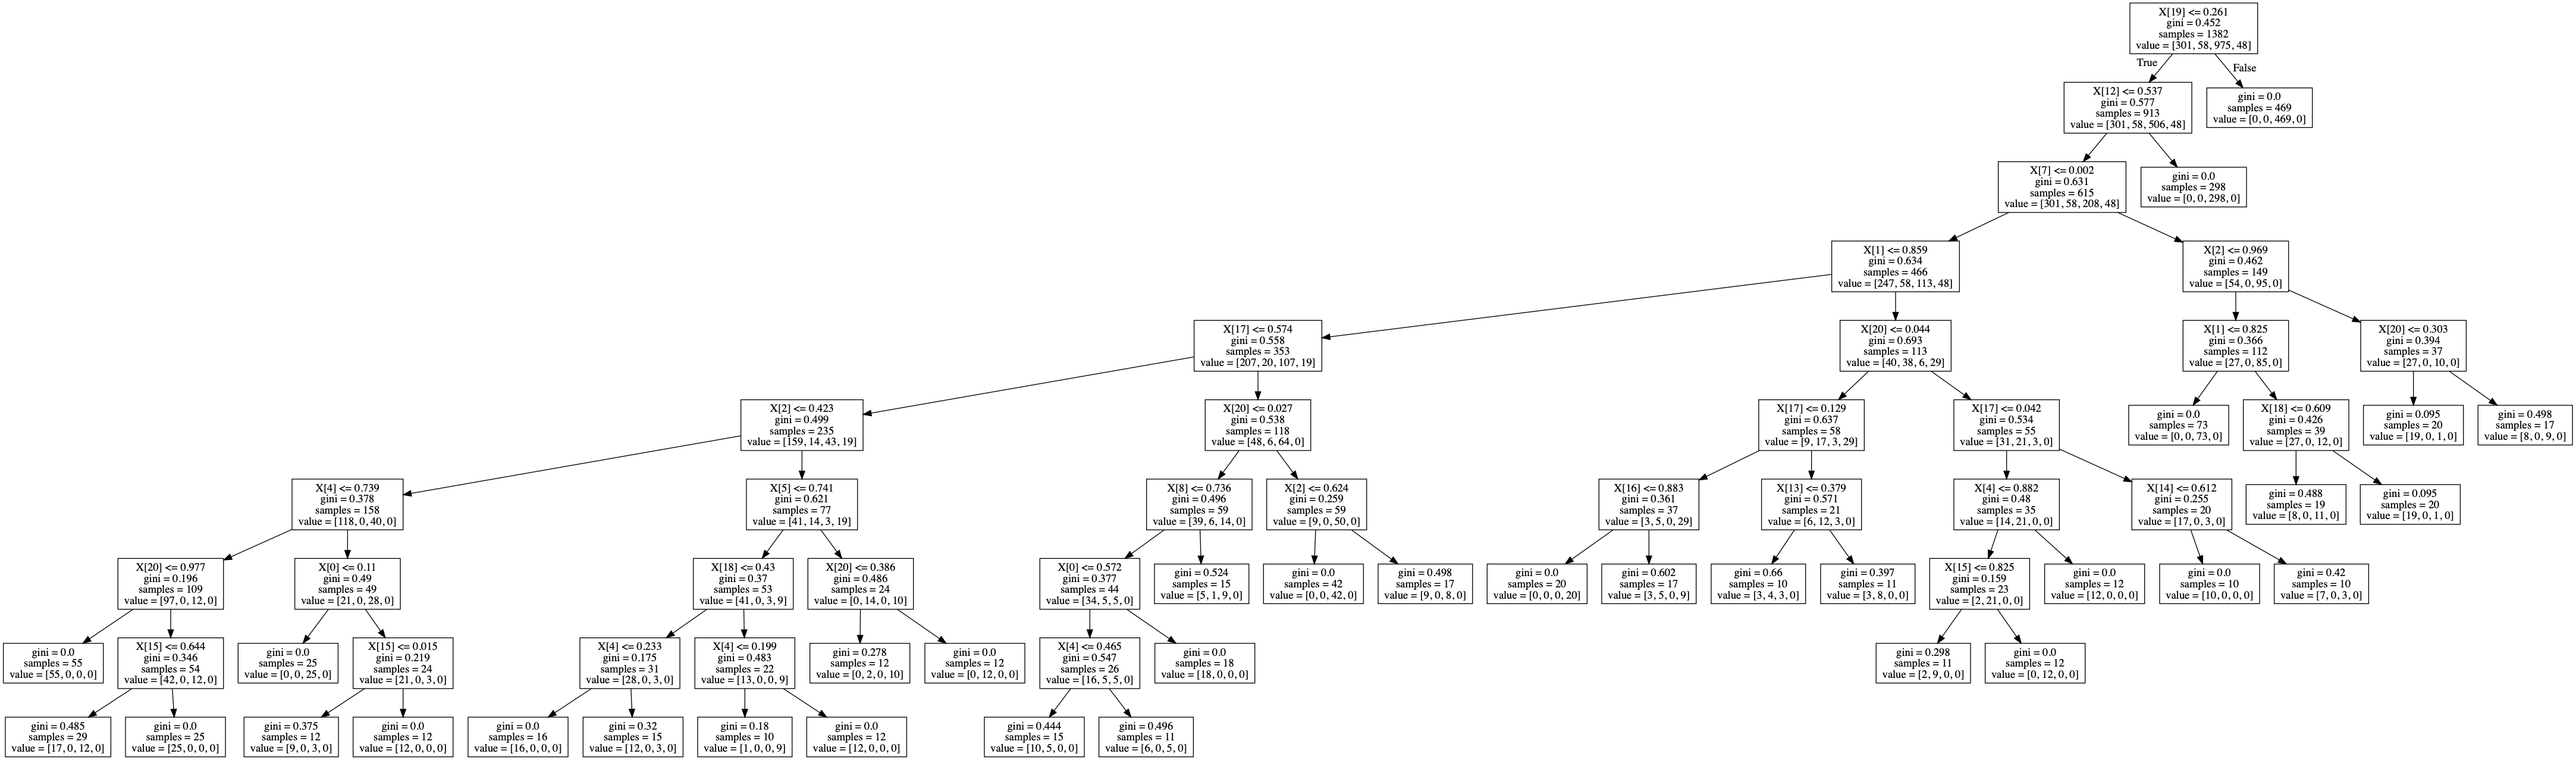 X[19] <= 0.261
gini = 0.452
samples = 1382
value = [301, 58, 975, 48]
True
False
X[12] <= 0.537
gini = 0.577
samples = 913
value = [301, 58, 506, 48]
gini = 0.0
samples = 469
value = [0, 0, 469, 0]
X[7] <= 0.002
gini = 0.631
samples = 615
value = [301, 58, 208, 48]
gini = 0.0
samples = 298
value = [0, 0, 298, 0]
X[1] <= 0.859
gini = 0.634
samples = 466
value = [247, 58, 113, 48]
X[2] <= 0.969
gini = 0.462
samples = 149
value = [54, 0, 95, 0]
X[17] <= 0.574
gini = 0.558
samples = 353
value = [207, 20, 107, 19]
X[20] <= 0.044
gini = 0.693
samples = 113
value = [40, 38, 6, 29]
X[1] <= 0.825
gini = 0.366
samples = 112
value = [27, 0, 85, 0]
X[20] <= 0.303
gini = 0.394
samples = 37
value = [27, 0, 10, 0]
X[2] <= 0.423
gini = 0.499
samples = 235
value = [159, 14, 43, 19]
X[20] <= 0.027
gini = 0.538
samples = 118
value = [48, 6, 64, 0]
X[17] <= 0.129
gini = 0.637
samples = 58
value = [9, 17, 3, 29]
X[17] <= 0.042
gini = 0.534
samples = 55
value = [31, 21, 3, 0]
gini = 0.0
samples = 73
value = [0, 0, 73, 0]
X[18] <= 0.609
gini = 0.426
samples = 39
value = [27, 0, 12, 0]
gini = 0.095
samples = 20
value = [19, 0, 1, 0]
gini = 0.498
samples = 17
value = [8, 0, 9, 0]
X[4] <= 0.739
gini = 0.378
samples = 158
value = [118, 0, 40, 0]
X[5] <= 0.741
gini = 0.621
samples = 77
value = [41, 14, 3, 19]
X[8] <= 0.736
gini = 0.496
samples = 59
value = [39, 6, 14, 0]
X[2] <= 0.624
gini = 0.259
samples = 59
value = [9, 0, 50, 0]
X[16] <= 0.883
gini = 0.361
samples = 37
value = [3, 5, 0, 29]
X[13] <= 0.379
gini = 0.571
samples = 21
value = [6, 12, 3, 0]
X[4] <= 0.882
gini = 0.48
samples = 35
value = [14, 21, 0, 0]
X[14] <= 0.612
gini = 0.255
samples = 20
value = [17, 0, 3, 0]
gini = 0.488
samples = 19
value = [8, 0, 11, 0]
gini = 0.095
samples = 20
value = [19, 0, 1, 0]
X[20] <= 0.977
gini = 0.196
samples = 109
value = [97, 0, 12, 0]
X[0] <= 0.11
gini = 0.49
samples = 49
value = [21, 0, 28, 0]
X[18] <= 0.43
gini = 0.37
samples = 53
value = [41, 0, 3, 9]
X[20] <= 0.386
gini = 0.486
samples = 24
value = [0, 14, 0, 10]
X[0] <= 0.572
gini = 0.377
samples = 44
value = [34, 5, 5, 0]
gini = 0.524
samples = 15
value = [5, 1, 9, 0]
gini = 0.0
samples = 42
value = [0, 0, 42, 0]
gini = 0.498
samples = 17
value = [9, 0, 8, 0]
gini = 0.0
samples = 20
value = [0, 0, 0, 20]
gini = 0.602
samples = 17
value = [3, 5, 0, 9]
gini = 0.66
samples = 10
value = [3, 4, 3, 0]
gini = 0.397
samples = 11
value = [3, 8, 0, 0]
X[15] <= 0.825
gini = 0.159
samples = 23
value = [2, 21, 0, 0]
gini = 0.0
samples = 12
value = [12, 0, 0, 0]
gini = 0.0
samples = 10
value = [10, 0, 0, 0]
gini = 0.42
samples = 10
value = [7, 0, 3, 0]
gini = 0.0
samples = 55
value = [55, 0, 0, 0]
X[15] <= 0.644
gini = 0.346
samples = 54
value = [42, 0, 12, 0]
gini = 0.0
samples = 25
value = [0, 0, 25, 0]
X[15] <= 0.015
gini = 0.219
samples = 24
value = [21, 0, 3, 0]
X[4] <= 0.233
gini = 0.175
samples = 31
value = [28, 0, 3, 0]
X[4] <= 0.199
gini = 0.483
samples = 22
value = [13, 0, 0, 9]
gini = 0.278
samples = 12
value = [0, 2, 0, 10]
gini = 0.0
samples = 12
value = [0, 12, 0, 0]
X[4] <= 0.465
gini = 0.547
samples = 26
value = [16, 5, 5, 0]
gini = 0.0
samples = 18
value = [18, 0, 0, 0]
gini = 0.298
samples = 11
value = [2, 9, 0, 0]
gini = 0.0
samples = 12
value = [0, 12, 0, 0]
gini = 0.485
samples = 29
value = [17, 0, 12, 0]
gini = 0.0
samples = 25
value = [25, 0, 0, 0]
gini = 0.375
samples = 12
value = [9, 0, 3, 0]
gini = 0.0
samples = 12
value = [12, 0, 0, 0]
gini = 0.0
samples = 16
value = [16, 0, 0, 0]
gini = 0.32
samples = 15
value = [12, 0, 3, 0]
gini = 0.18
samples = 10
value = [1, 0, 0, 9]
gini = 0.0
samples = 12
value = [12, 0, 0, 0]
gini = 0.444
samples = 15
value = [10, 5, 0, 0]
gini = 0.496
samples = 11
value = [6, 0, 5, 0]